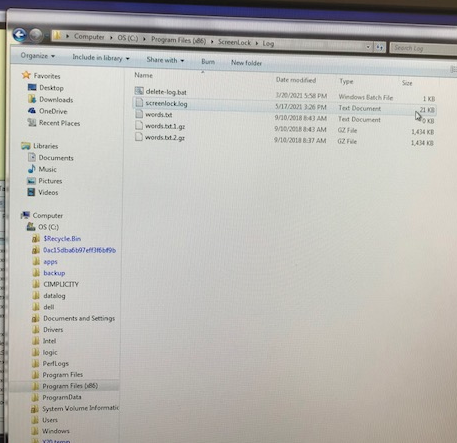 Computer ▸ OS (C:) ▸ Program Files (x86) ▸ ScreenLock ▸ Log
Search Log
Organize Include in library Share with Burn New folder
Name Date modified Type Size
Favorites
Desktop
Downloads
OneDrive
Recent Places
Libraries
Documents
Music
Pictures
Videos
Computer
OS (C:)
$Recycle.Bin
0ac15dba6b97eff3f6bf9b
apps
backup
CIMPLICITY
datalog
dell
Documents and Settings
Drivers
Intel
logic
PerfLogs
Program Files
Program Files (x86)
ProgramData
System Volume Informatic
Users
Windows
delete-log.bat 3/20/2021 5:58 PM Windows Batch File 1 KB
screenlock.log 5/17/2021 3:26 PM Text Document 21 KB
words.txt 9/10/2018 8:43 AM Text Document 0 KB
words.txt.1.gz 9/10/2018 8:43 AM GZ File 1,434 KB
words.txt.2.gz 9/10/2018 8:37 AM GZ File 1,434 KB